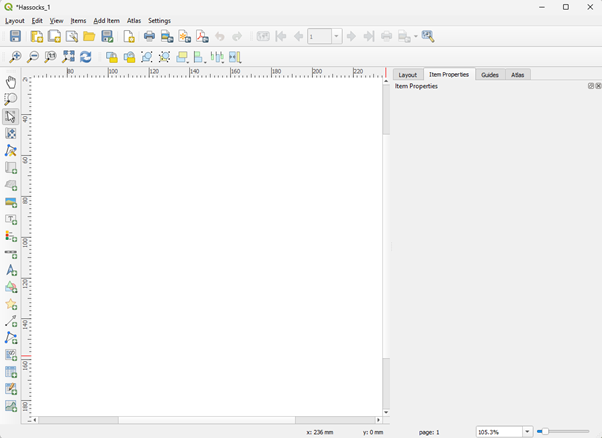 *Hassocks_1
Layout Edit View Items Add Item Atlas Settings
1
80 100 120 140 160 180 200 220
Layout Item Properties Guides Atlas
Item Properties
40
60
80
100
120
140
160
180
x: 236 mm y: 0 mm page: 1 105.3%